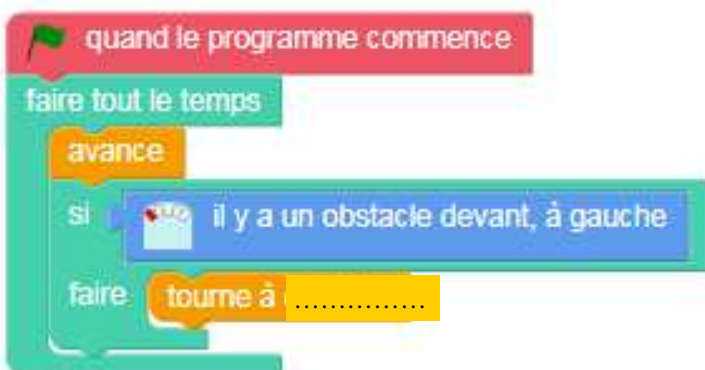 quand le programme commence
faire tout le temps
avance
si il y a un obstacle devant, à gauche
faire tourne à ...............